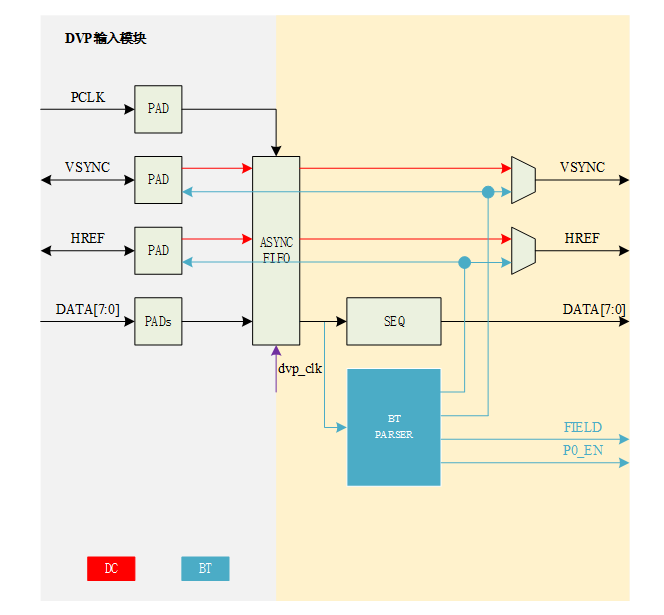 DVP输入模块
PCLK
PAD
VSYNC
PAD
VSYNC
HREF
PAD
ASYNC
FIFO
HREF
DATA[7:0]
PADs
SEQ
DATA[7:0]
dvp_clk
BT
PARSER
FIELD
P0_EN
DC
BT